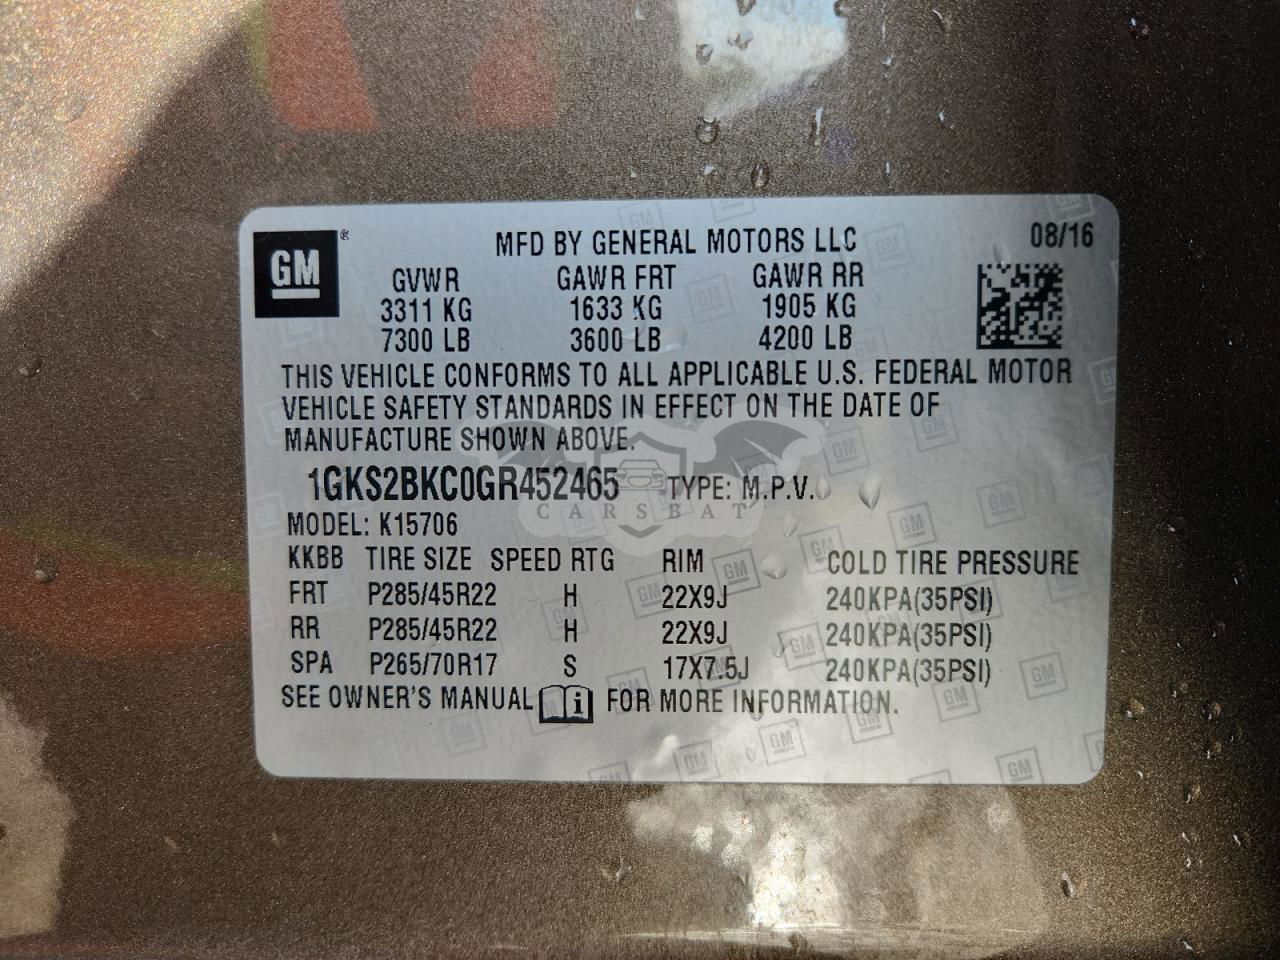 GM ®
MFD BY GENERAL MOTORS LLC 08/16
GVWR GAWR FRT GAWR RR
3311 KG 1633 KG 1905 KG
7300 LB 3600 LB 4200 LB
THIS VEHICLE CONFORMS TO ALL APPLICABLE U.S. FEDERAL MOTOR
VEHICLE SAFETY STANDARDS IN EFFECT ON THE DATE OF
MANUFACTURE SHOWN ABOVE.
1GKS2BKC0GR452465 TYPE: M.P.V.
CARSBAT
MODEL: K15706
KKBB TIRE SIZE SPEED RTG RIM COLD TIRE PRESSURE
FRT P285/45R22 H 22X9J 240KPA(35PSI)
RR P285/45R22 H 22X9J 240KPA(35PSI)
SPA P265/70R17 S 17X7.5J 240KPA(35PSI)
SEE OWNER'S MANUAL i FOR MORE INFORMATION.